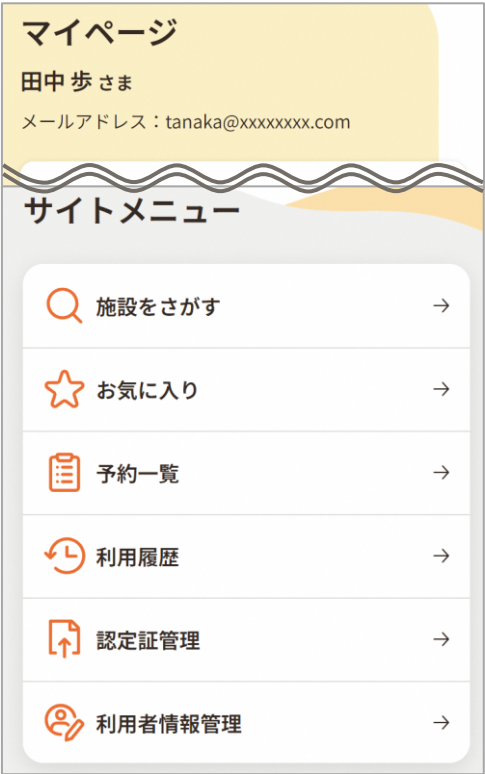 マイページ
田中 歩 さま
メールアドレス：tanaka@xxxxxxxx.com
サイトメニュー
施設をさがす
お気に入り
予約一覧
利用履歴
認定証管理
利用者情報管理